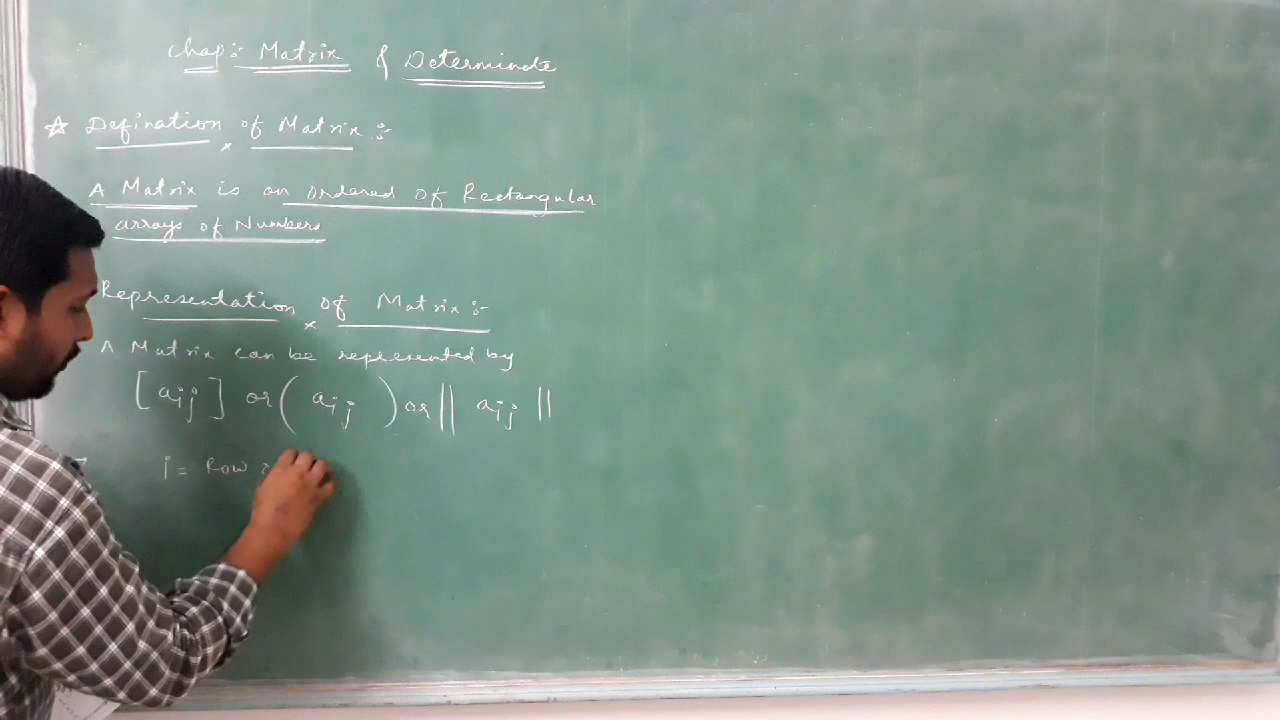 Chap:- Matrix & Determinate
☆ Defination of Matrix :-
A Matrix is an ordered of Rectangular
arrays of Numbers
Representation of Matrix :-
A Matrix can be represented by
[aij] or (aij) or || aij ||
i = Row